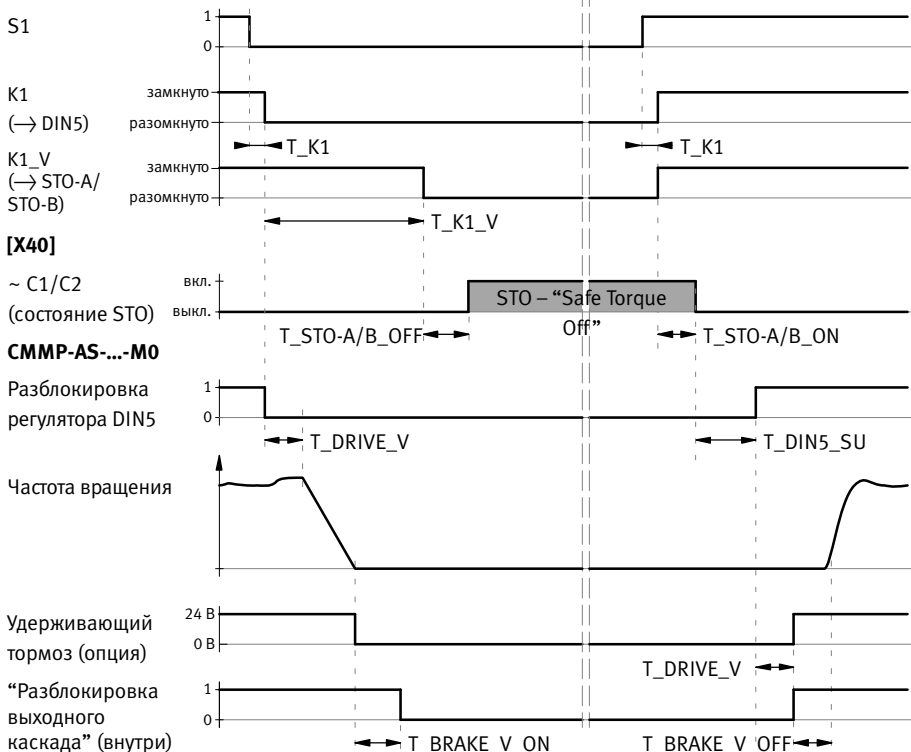 S1
1
0
K1
(→ DIN5)
замкнуто
разомкнуто
T_K1
T_K1
K1_V
(→ STO-A/
STO-B)
замкнуто
разомкнуто
T_K1_V
[X40]
~ C1/C2
(состояние STO)
вкл.
выкл.
STO – “Safe Torque
Off”
T_STO-A/B_OFF
T_STO-A/B_ON
CMMP-AS-...-M0
Разблокировка
регулятора DIN5
1
0
T_DRIVE_V
T_DIN5_SU
Частота вращения
Удерживающий
тормоз (опция)
24 В
0 В
T_DRIVE_V
“Разблокировка
выходного
каскада” (внутри)
1
0
T_BRAKE_V_ON
T_BRAKE_V_OFF